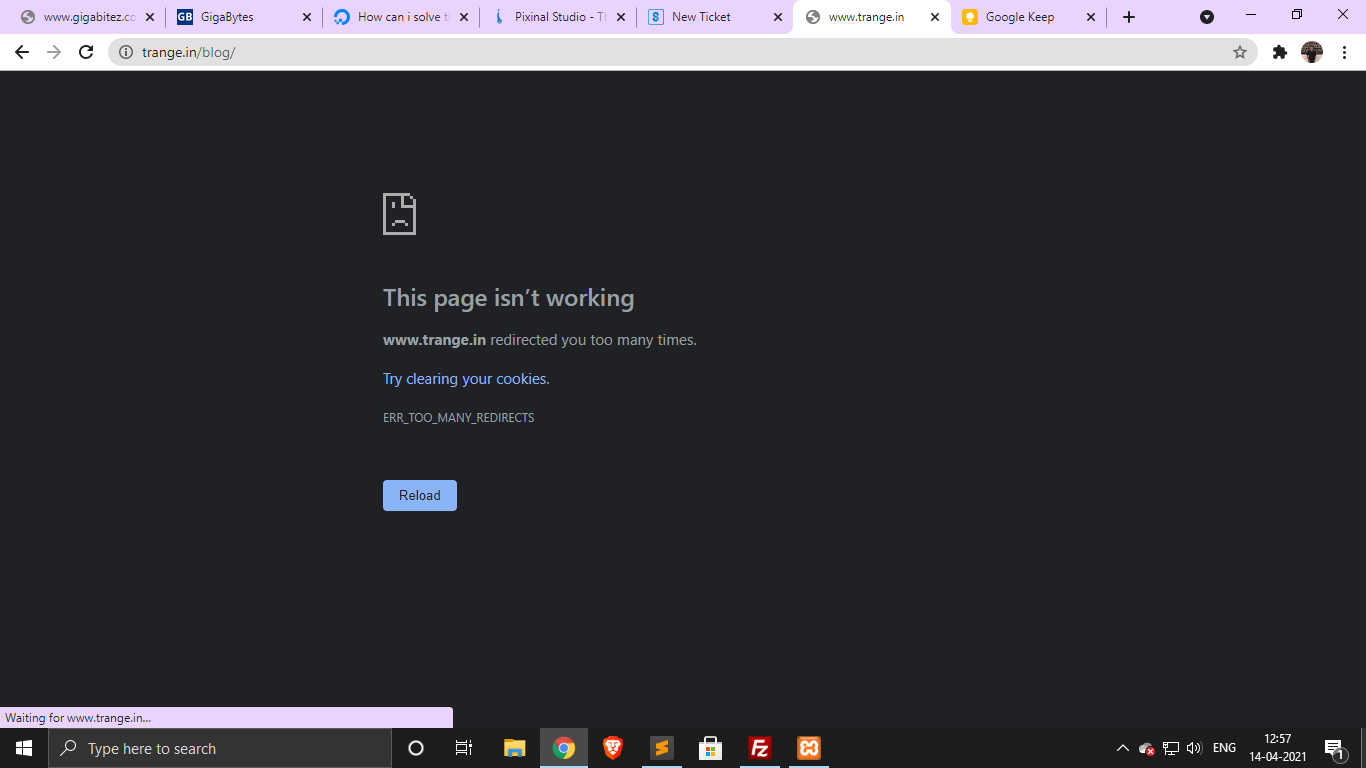 www.gigabitez.co
GB GigaBytes
How can i solve th
Pixinal Studio - Th
S New Ticket
www.trange.in
Google Keep
trange.in/blog/
This page isn’t working
www.trange.in redirected you too many times.
Try clearing your cookies.
ERR_TOO_MANY_REDIRECTS
Reload
Waiting for www.trange.in...
Type here to search
Fz
ENG
12:57
14-04-2021
1